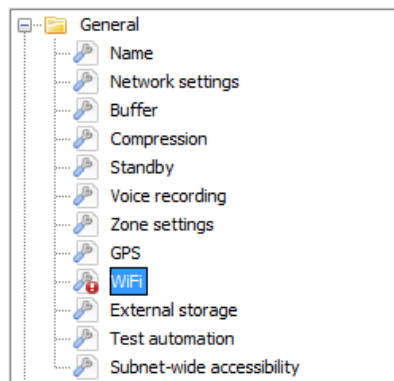 General
Name
Network settings
Buffer
Compression
Standby
Voice recording
Zone settings
GPS
WiFi
External storage
Test automation
Subnet-wide accessibility